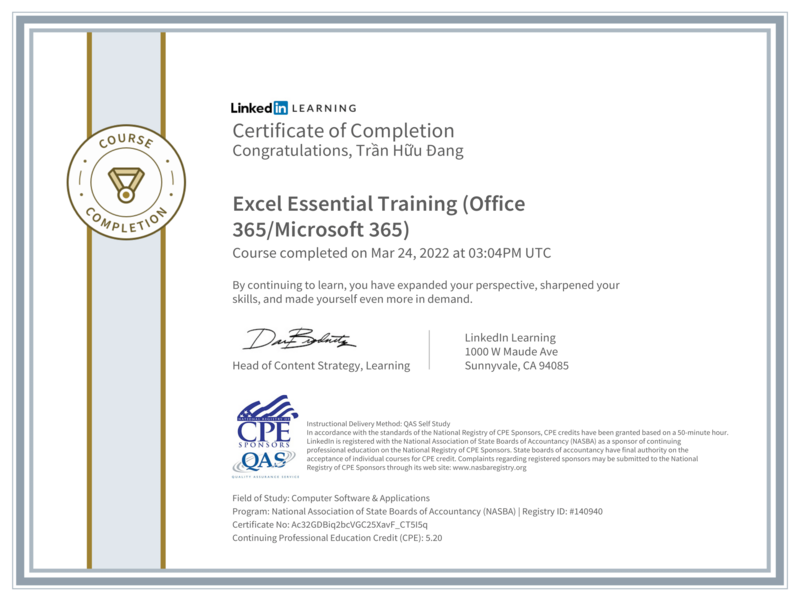 COURSE
COMPLETION
LinkedIn LEARNING
Certificate of Completion
Congratulations, Trần Hữu Đang
Excel Essential Training (Office
365/Microsoft 365)
Course completed on Mar 24, 2022 at 03:04PM UTC
By continuing to learn, you have expanded your perspective, sharpened your
skills, and made yourself even more in demand.
Head of Content Strategy, Learning
LinkedIn Learning
1000 W Maude Ave
Sunnyvale, CA 94085
NATIONAL REGISTRY OF
CPE
SPONSORS
QAS
QUALITY ASSURANCE SERVICE
Instructional Delivery Method: QAS Self Study
In accordance with the standards of the National Registry of CPE Sponsors, CPE credits have been granted based on a 50-minute hour.
LinkedIn is registered with the National Association of State Boards of Accountancy (NASBA) as a sponsor of continuing
professional education on the National Registry of CPE Sponsors. State boards of accountancy have final authority on the
acceptance of individual courses for CPE credit. Complaints regarding registered sponsors may be submitted to the National
Registry of CPE Sponsors through its web site: www.nasbaregistry.org
Field of Study: Computer Software & Applications
Program: National Association of State Boards of Accountancy (NASBA) | Registry ID: #140940
Certificate No: Ac32GDBiq2bcVGC25XavF_CT5ISq
Continuing Professional Education Credit (CPE): 5.20